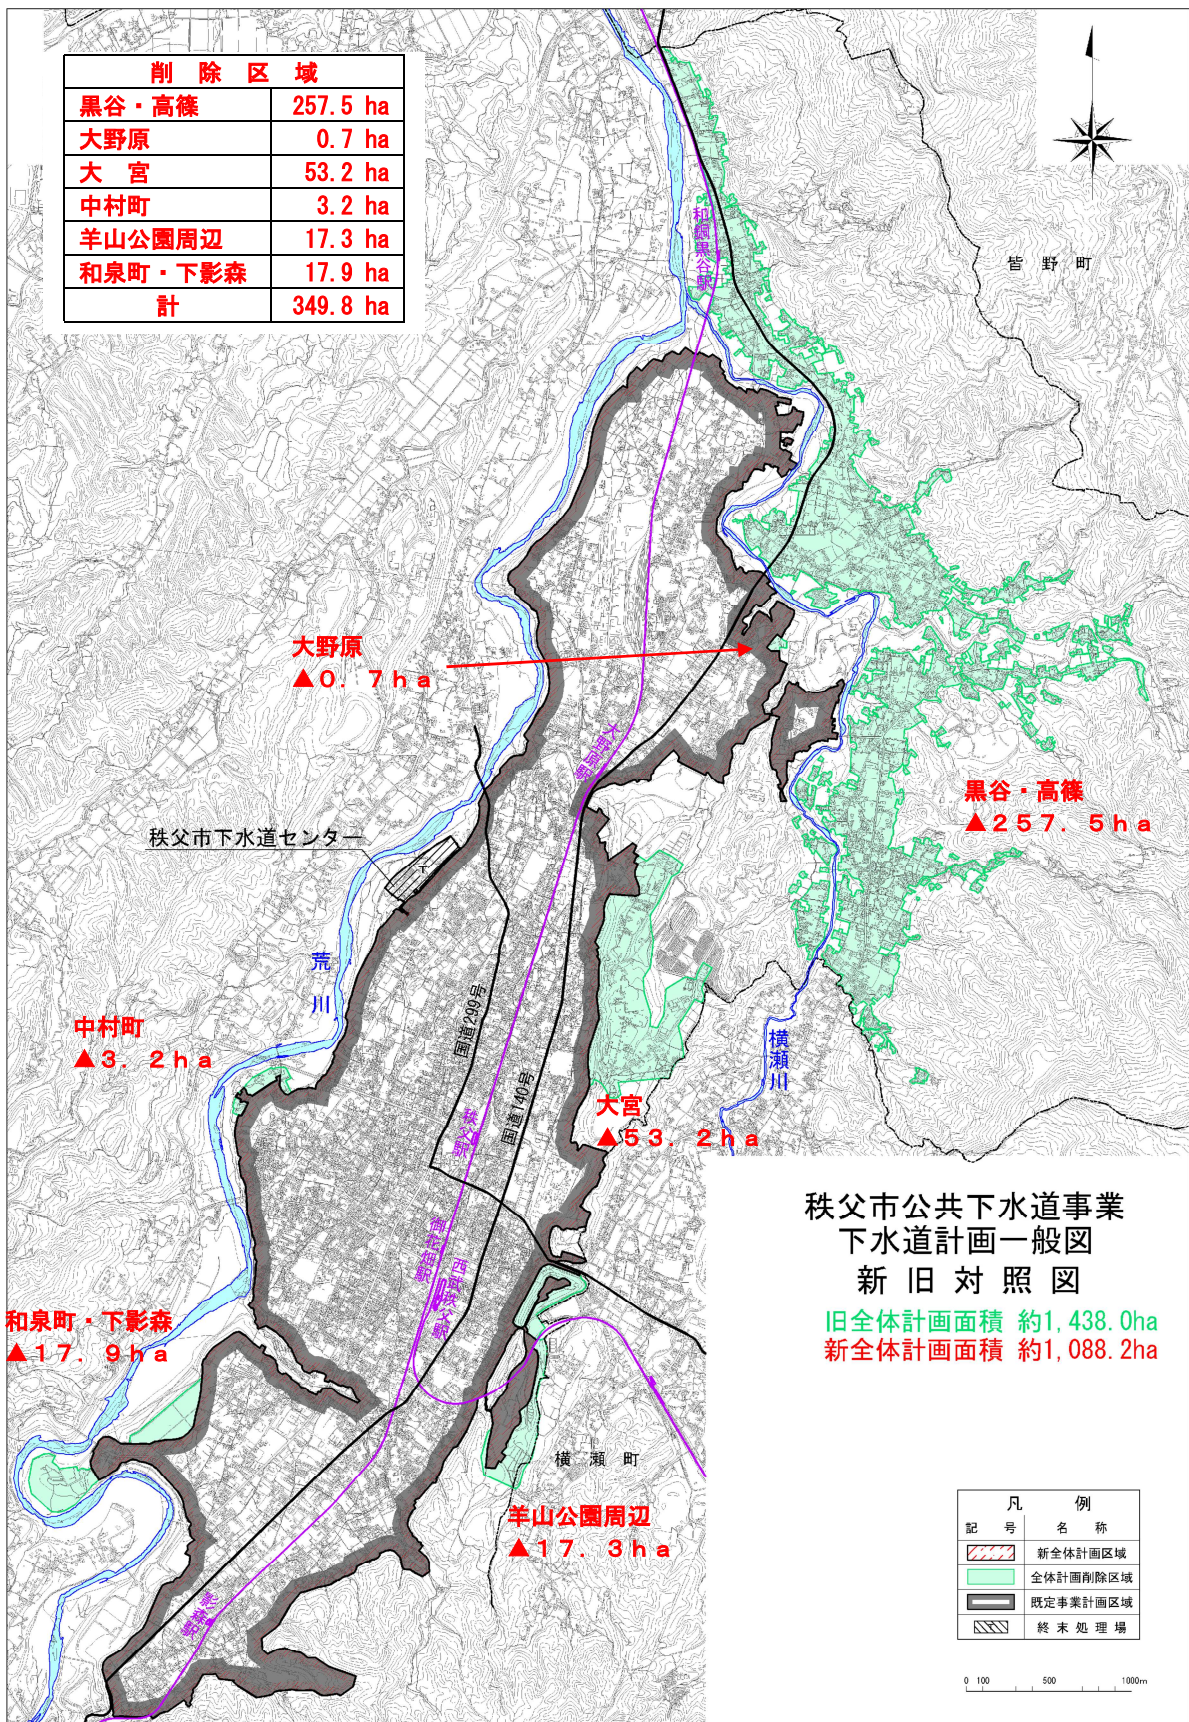 削除区域
黒谷・高篠 257.5 ha
大野原 0.7 ha
大 宮 53.2 ha
中村町 3.2 ha
羊山公園周辺 17.3 ha
和泉町・下影森 17.9 ha
計 349.8 ha
和銅黒谷駅
皆野町
大野原
▲0.7ha
大野原駅
黒谷・高篠
▲257.5ha
秩父市下水道センター
荒川
国道299号
中村町
▲3.2ha
横瀬川
国道140号
大宮
▲53.2ha
秩父駅
御花畑駅
西武秩父駅
和泉町・下影森
▲17.9ha
横瀬町
羊山公園周辺
▲17.3ha
影森駅
秩父市公共下水道事業
下水道計画一般図
新旧対照図
旧全体計画面積 約1,438.0ha
新全体計画面積 約1,088.2ha
凡例
記号 名称
新全体計画区域
全体計画削除区域
既定事業計画区域
終末処理場
0 100 500 1000m